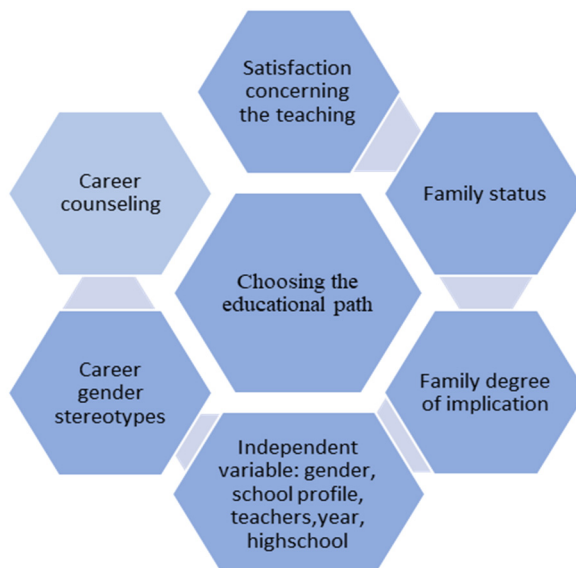 Satisfaction
concerning
the teaching
Career
counseling
Family status
Choosing the
educational path
Career
gender
stereotypes
Family degree
of implication
Independent
variable: gender,
school profile,
teachers,year,
highschool